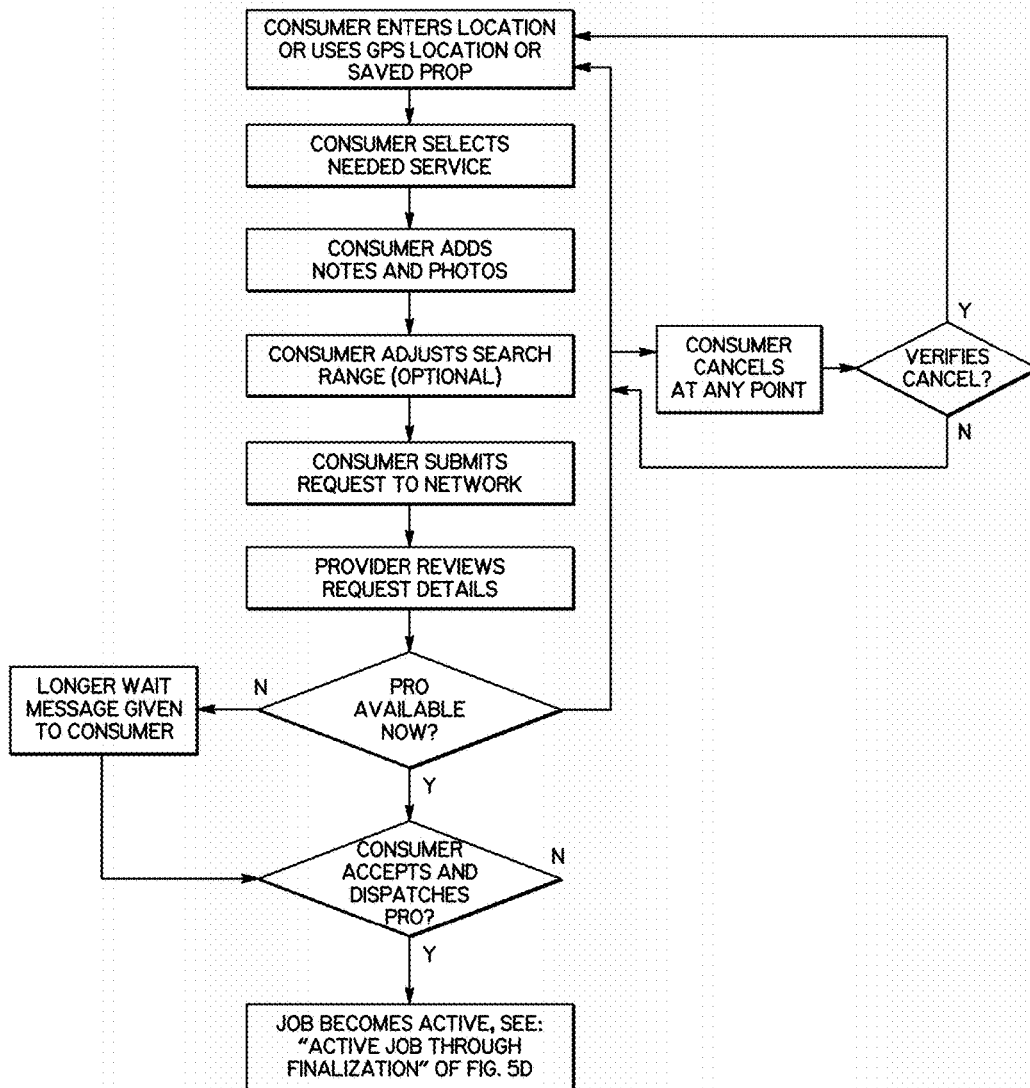 CONSUMER ENTERS LOCATION
OR USES GPS LOCATION OR
SAVED PROP
CONSUMER SELECTS
NEEDED SERVICE
CONSUMER ADDS
NOTES AND PHOTOS
CONSUMER ADJUSTS SEARCH
RANGE (OPTIONAL)
CONSUMER
CANCELS
AT ANY POINT
Y
VERIFIES
CANCEL?
N
CONSUMER SUBMITS
REQUEST TO NETWORK
PROVIDER REVIEWS
REQUEST DETAILS
LONGER WAIT
MESSAGE GIVEN
TO CONSUMER
N
PRO
AVAILABLE
NOW?
Y
CONSUMER
ACCEPTS AND
DISPATCHES
PRO?
N
Y
JOB BECOMES ACTIVE, SEE:
"ACTIVE JOB THROUGH
FINALIZATION" OF FIG. 5D